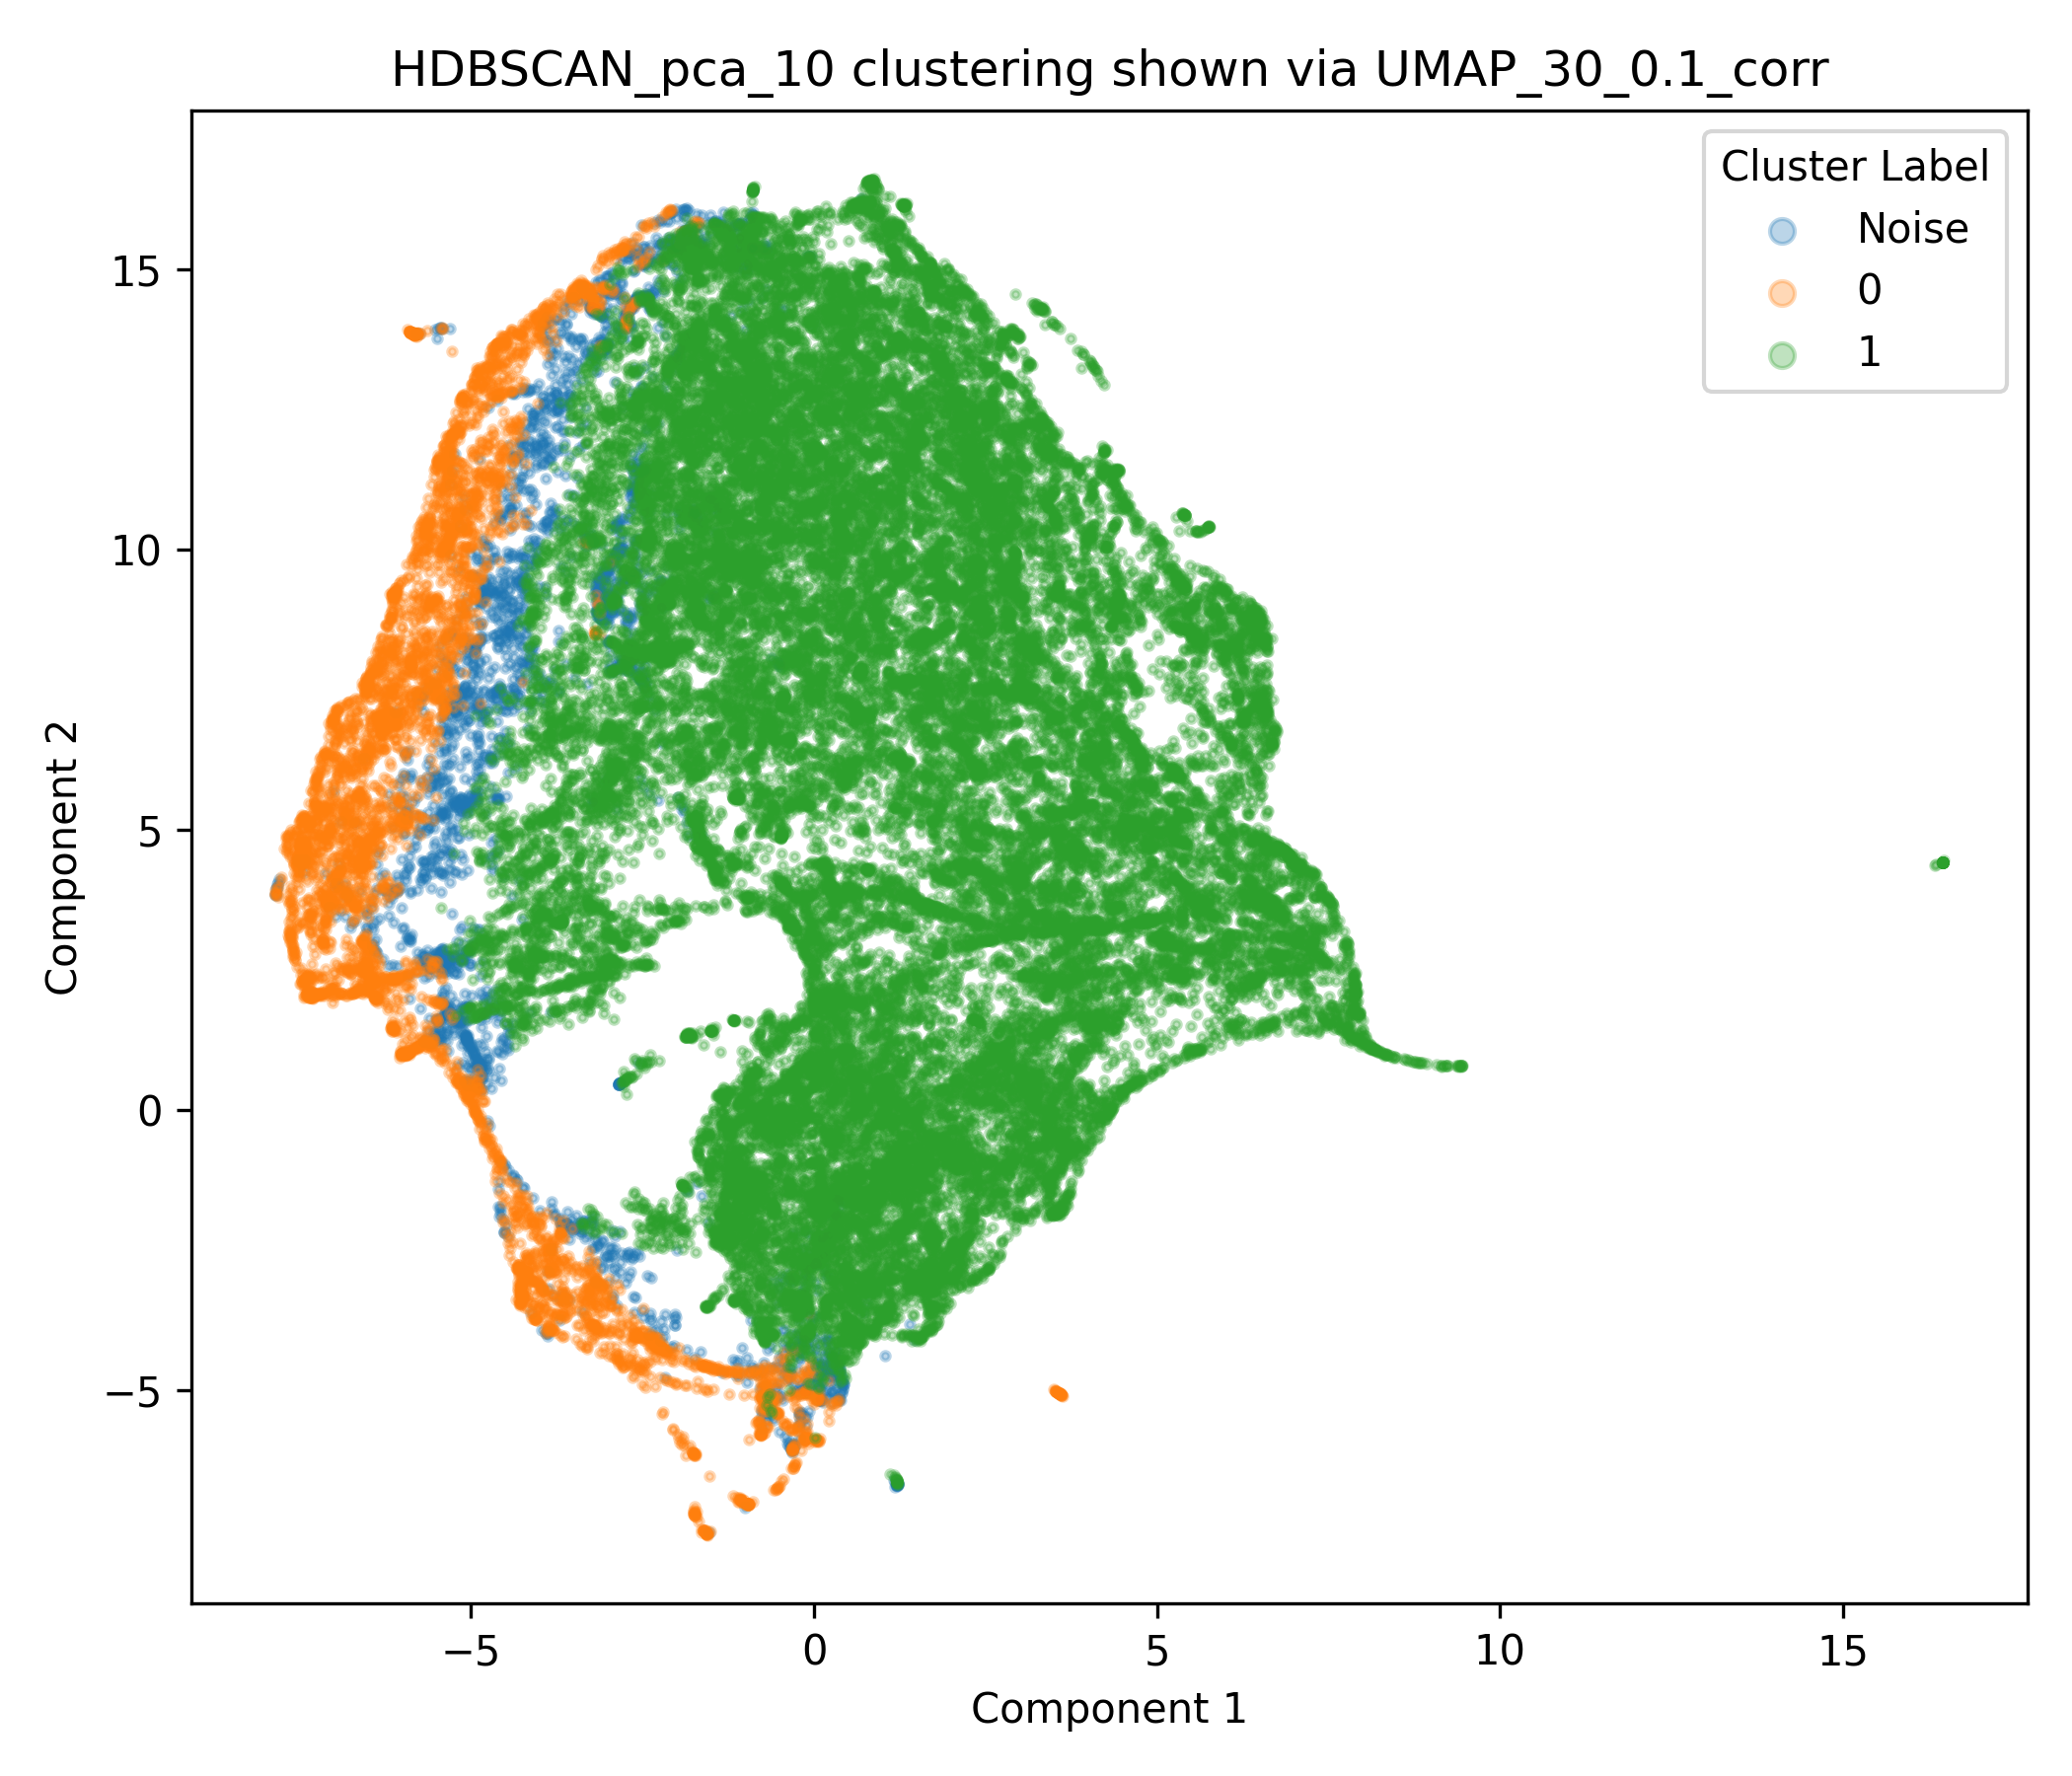 HDBSCAN_pca_10 clustering shown via UMAP_30_0.1_corr
Cluster Label
Noise
0
1
15
10
5
0
−5
Component 2
−5
0
5
10
15
Component 1